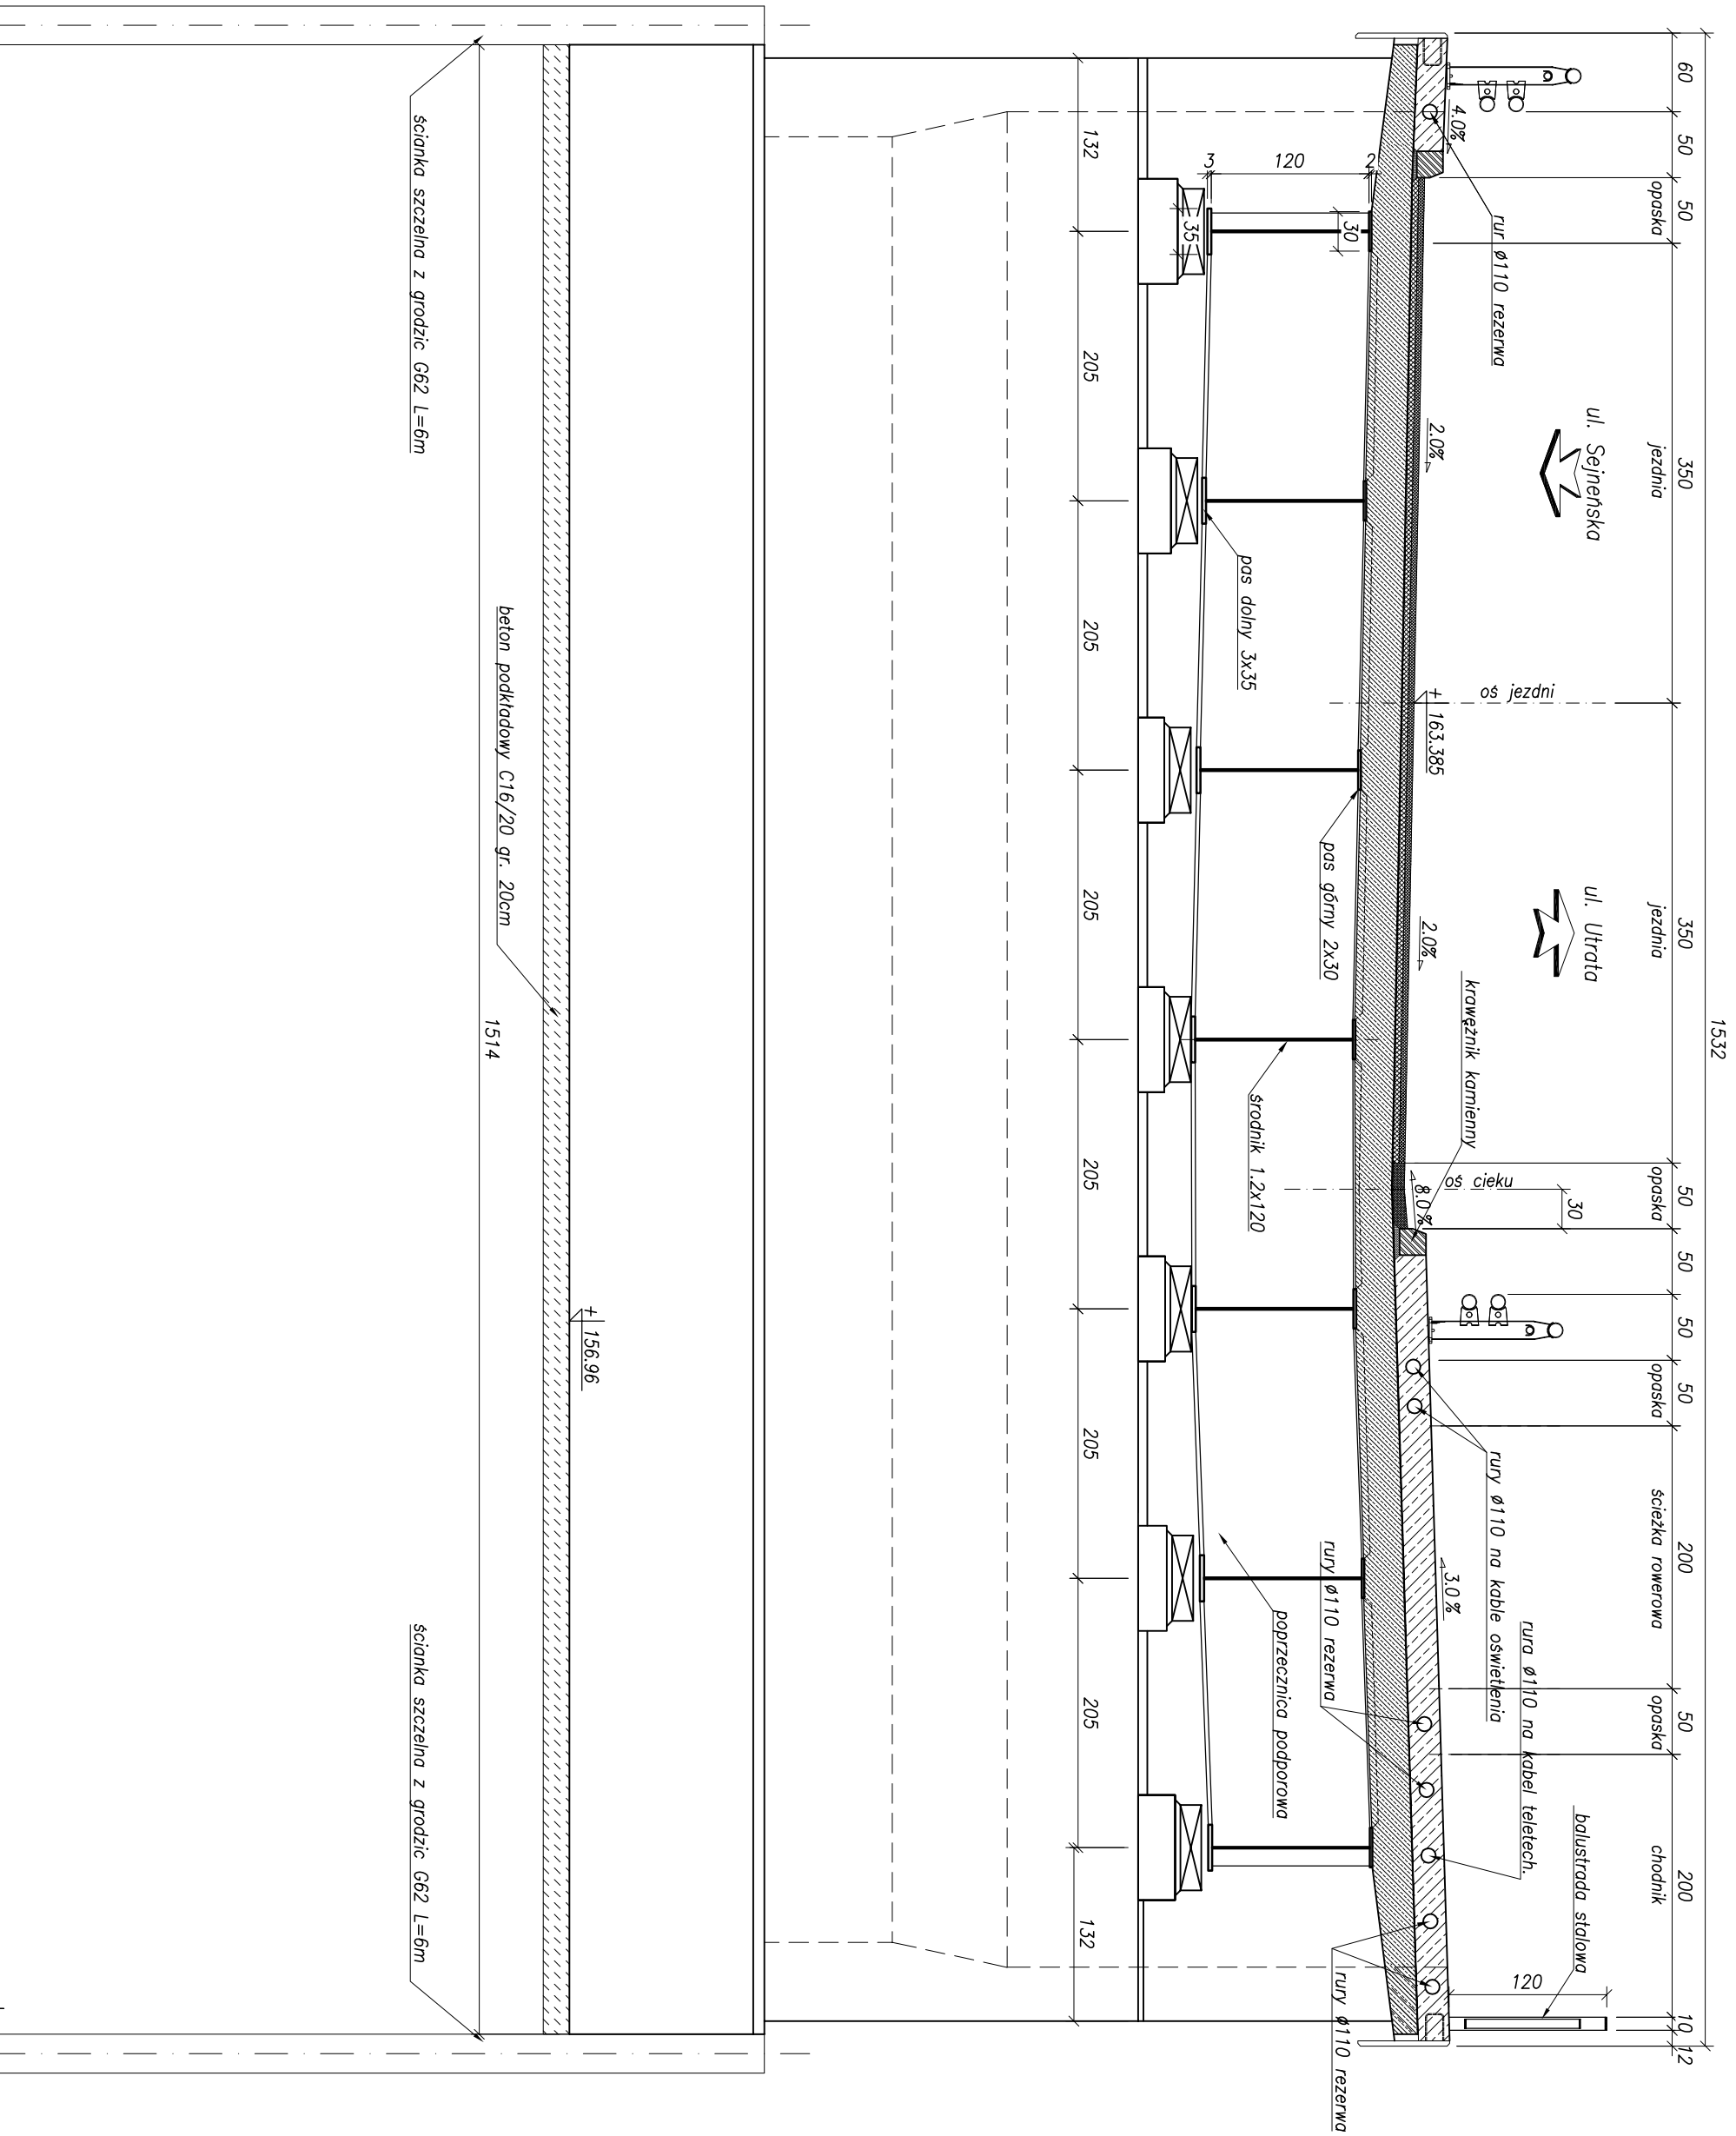 1532
60
50
50
opaska
350
jezdnia
350
jezdnia
50
opaska
50
50
50
opaska
200
ścieżka rowerowa
50
opaska
200
chodnik
10
12
ul. Sejneńska
ul. Utrata
oś jezdni
oś cieku
30
balustrada stalowa
120
rur ø110 rezerwa
krawężnik kamienny
rury ø110 na kable oświetlenia
rura ø110 na kabel teletech.
4.0%
2.0%
+ 163.385
2.0%
8.0 %
3.0 %
3
120
2
30
35
pas dolny 3x35
pas górny 2x30
środnik 1.2x120
poprzecznica podporowa
rury ø110 rezerwa
rury ø110 rezerwa
132
205
205
205
205
205
205
132
+ 156.96
beton podkładowy C16/20 gr. 20cm
1514
ścianka szczelna z grodzic G62 L=6m
ścianka szczelna z grodzic G62 L=6m